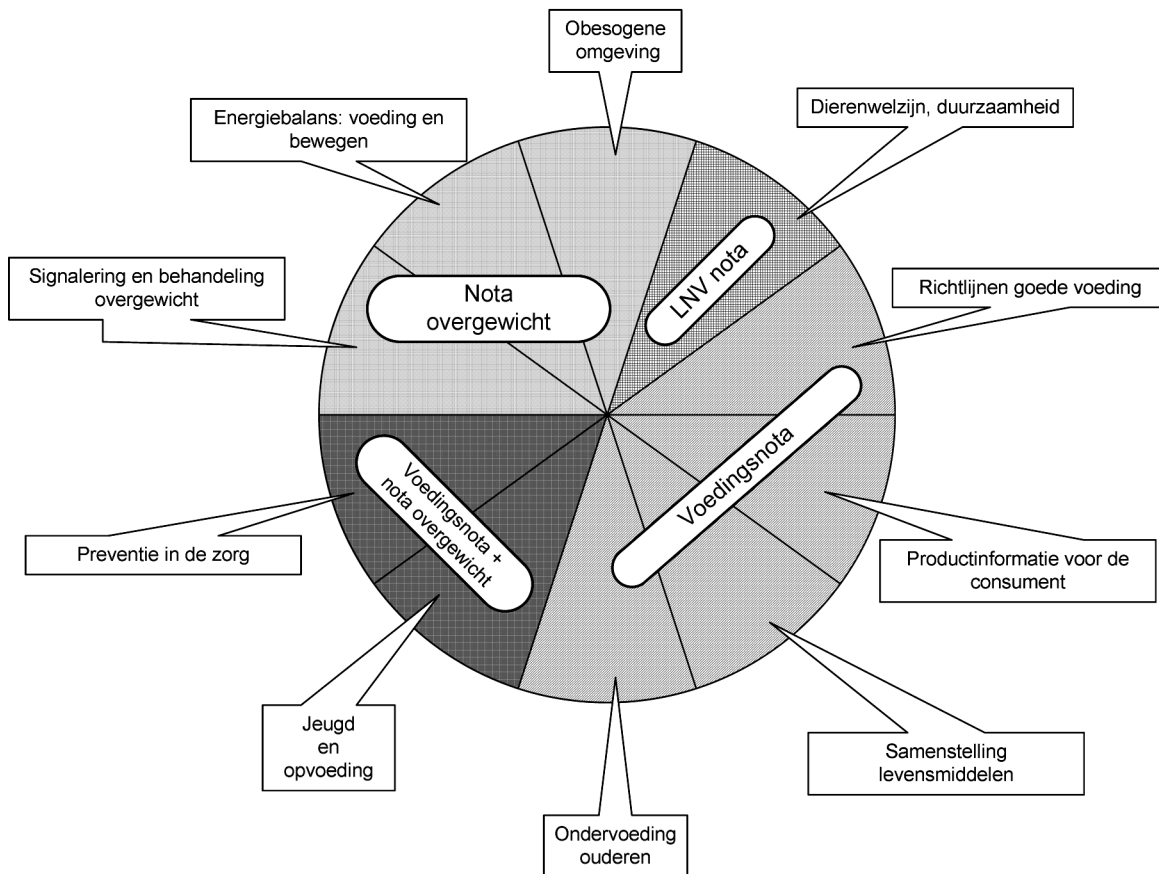 Obesogene
omgeving
Energiebalans: voeding en
bewegen
Dierenwelzijn, duurzaamheid
Signalering en behandeling
overgewicht
Nota
overgewicht
LNV nota
Richtlijnen goede voeding
Voedingsnota +
nota overgewicht
Voedingsnota
Preventie in de zorg
Productinformatie voor de
consument
Jeugd
en
opvoeding
Samenstelling
levensmiddelen
Ondervoeding
ouderen